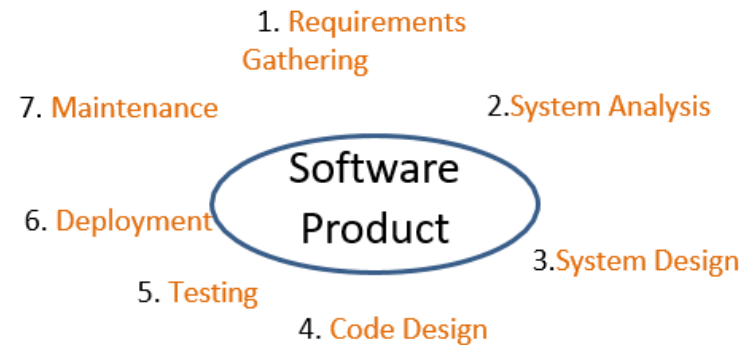 1. Requirements
Gathering
7. Maintenance
2.System Analysis
Software
Product
6. Deployment
3.System Design
5. Testing
4. Code Design